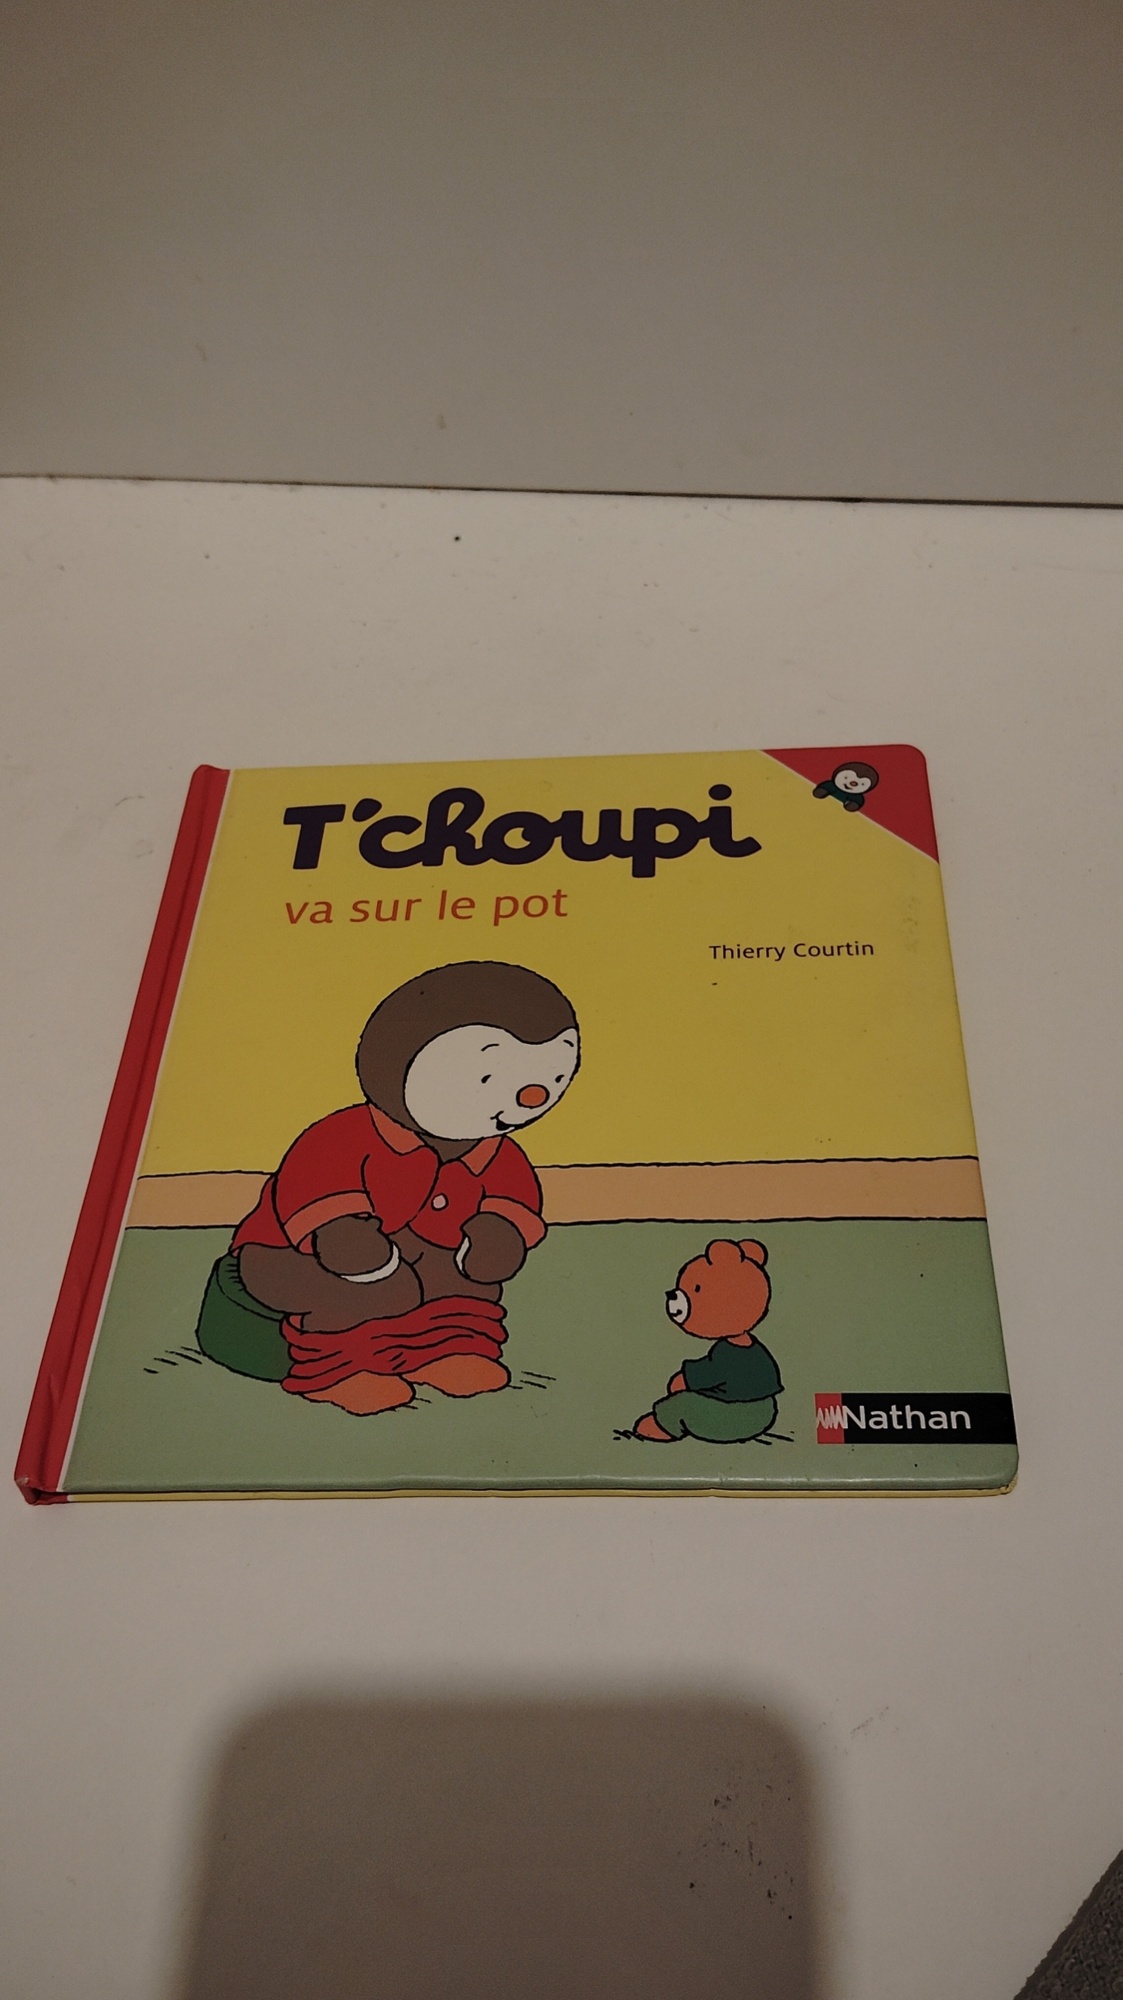 T'choupi
va sur le pot
Thierry Courtin
Nathan